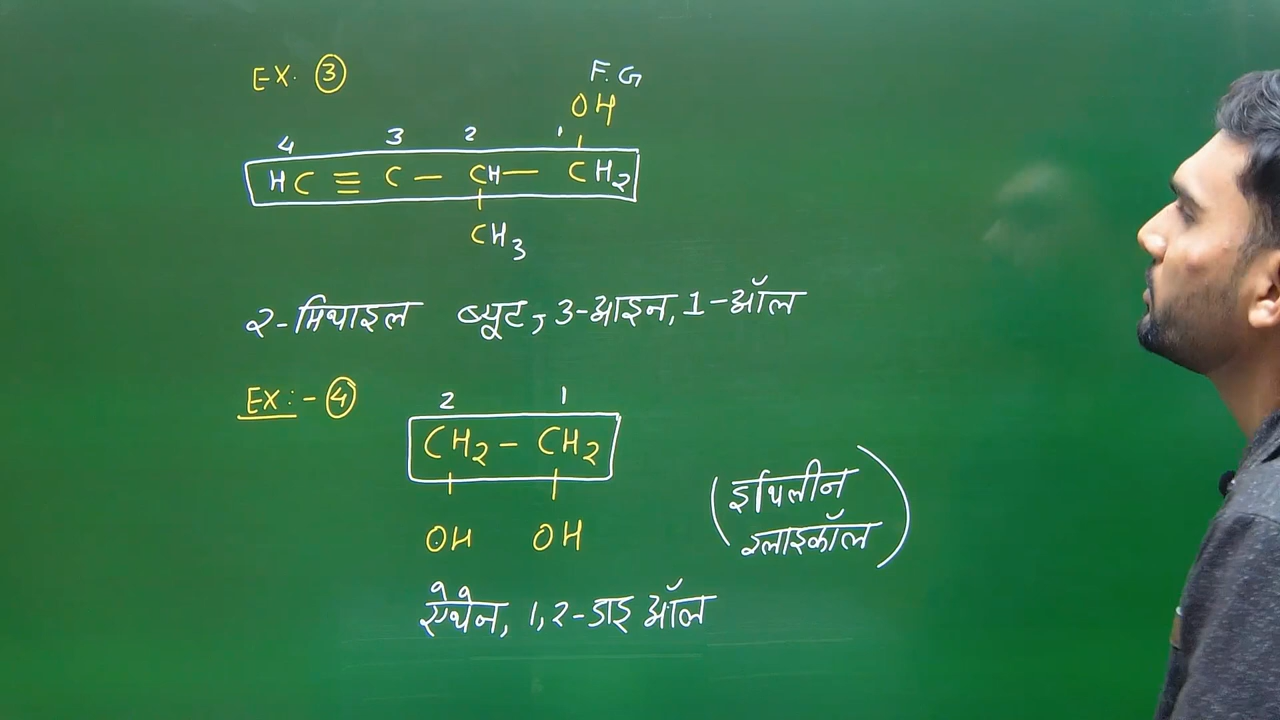 EX. ③
F.G
OH
4 3 2 1
HC ≡ C — CH — CH2
CH3
2-मिथाइल ब्यूट, 3-आइन, 1-ऑल
EX:- ④
2 1
CH2 — CH2
OH OH
(इथिलीन
ग्लाइकॉल)
एथेन, 1,2-डाइ ऑल